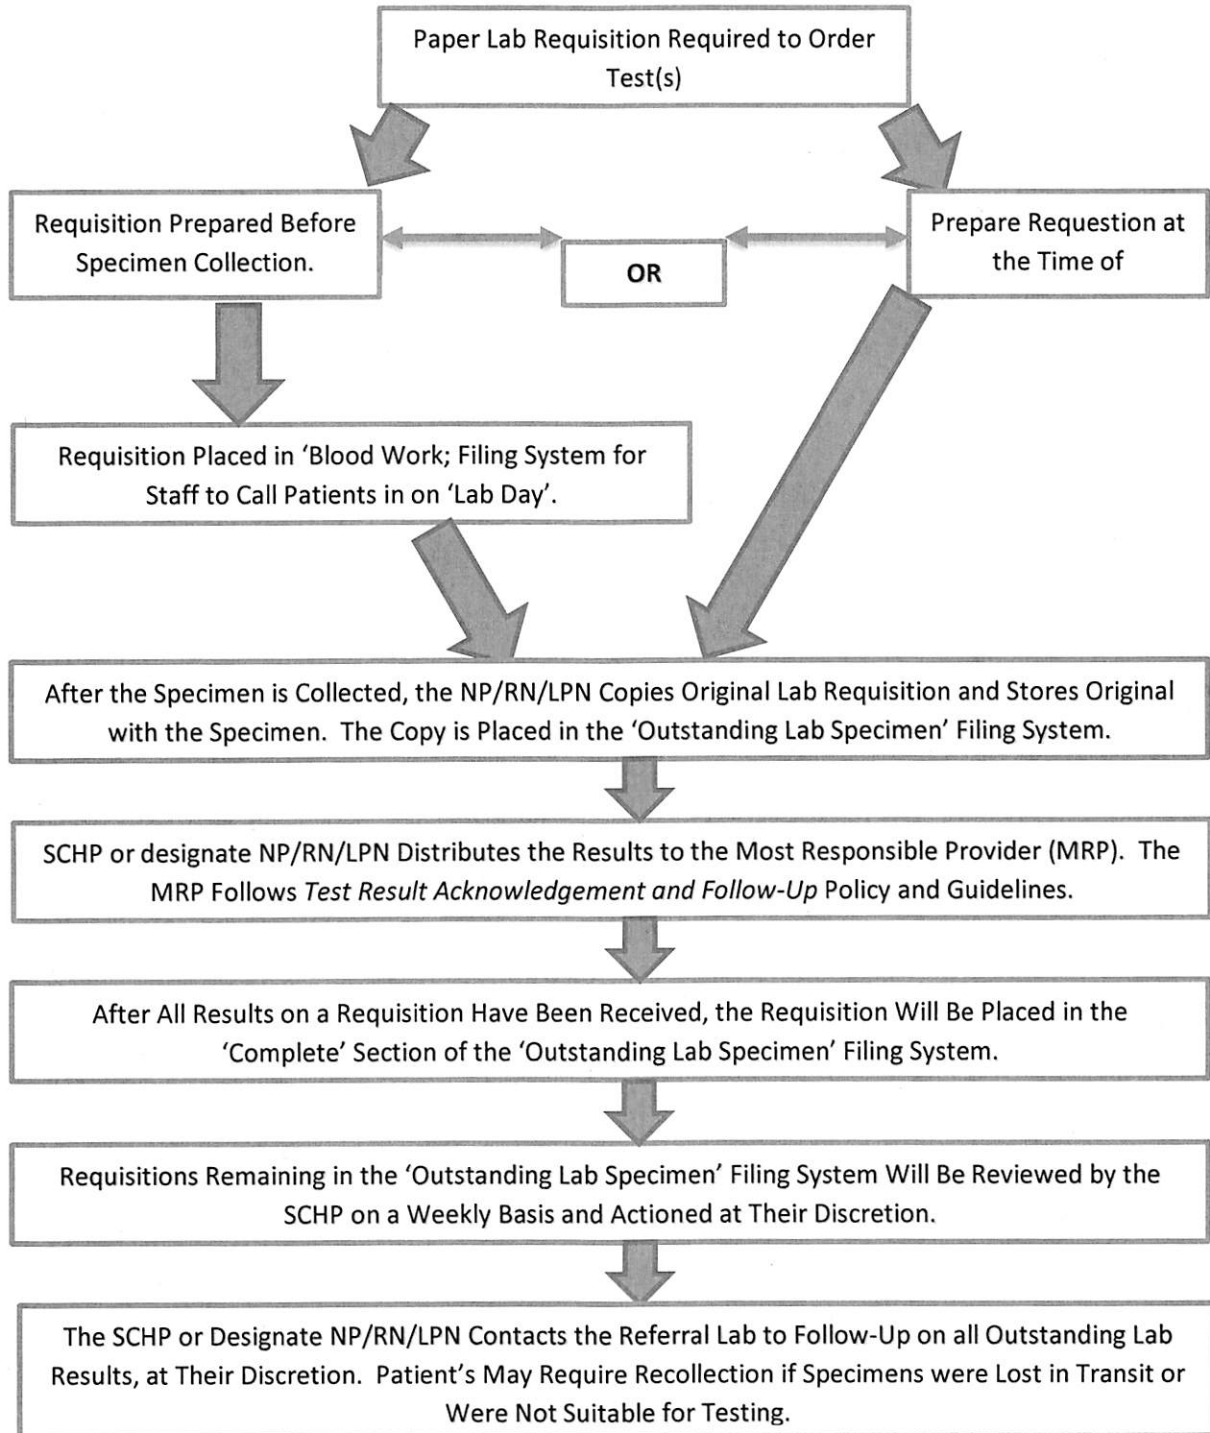 Paper Lab Requisition Required to Order
Test(s)
Requisition Prepared Before
Specimen Collection.
OR
Prepare Requestion at
the Time of
Requisition Placed in ‘Blood Work; Filing System for
Staff to Call Patients in on ‘Lab Day’.
After the Specimen is Collected, the NP/RN/LPN Copies Original Lab Requisition and Stores Original
with the Specimen. The Copy is Placed in the ‘Outstanding Lab Specimen’ Filing System.
SCHP or designate NP/RN/LPN Distributes the Results to the Most Responsible Provider (MRP). The
MRP Follows Test Result Acknowledgement and Follow-Up Policy and Guidelines.
After All Results on a Requisition Have Been Received, the Requisition Will Be Placed in the
‘Complete’ Section of the ‘Outstanding Lab Specimen’ Filing System.
Requisitions Remaining in the ‘Outstanding Lab Specimen’ Filing System Will Be Reviewed by the
SCHP on a Weekly Basis and Actioned at Their Discretion.
The SCHP or Designate NP/RN/LPN Contacts the Referral Lab to Follow-Up on all Outstanding Lab
Results, at Their Discretion. Patient’s May Require Recollection if Specimens were Lost in Transit or
Were Not Suitable for Testing.